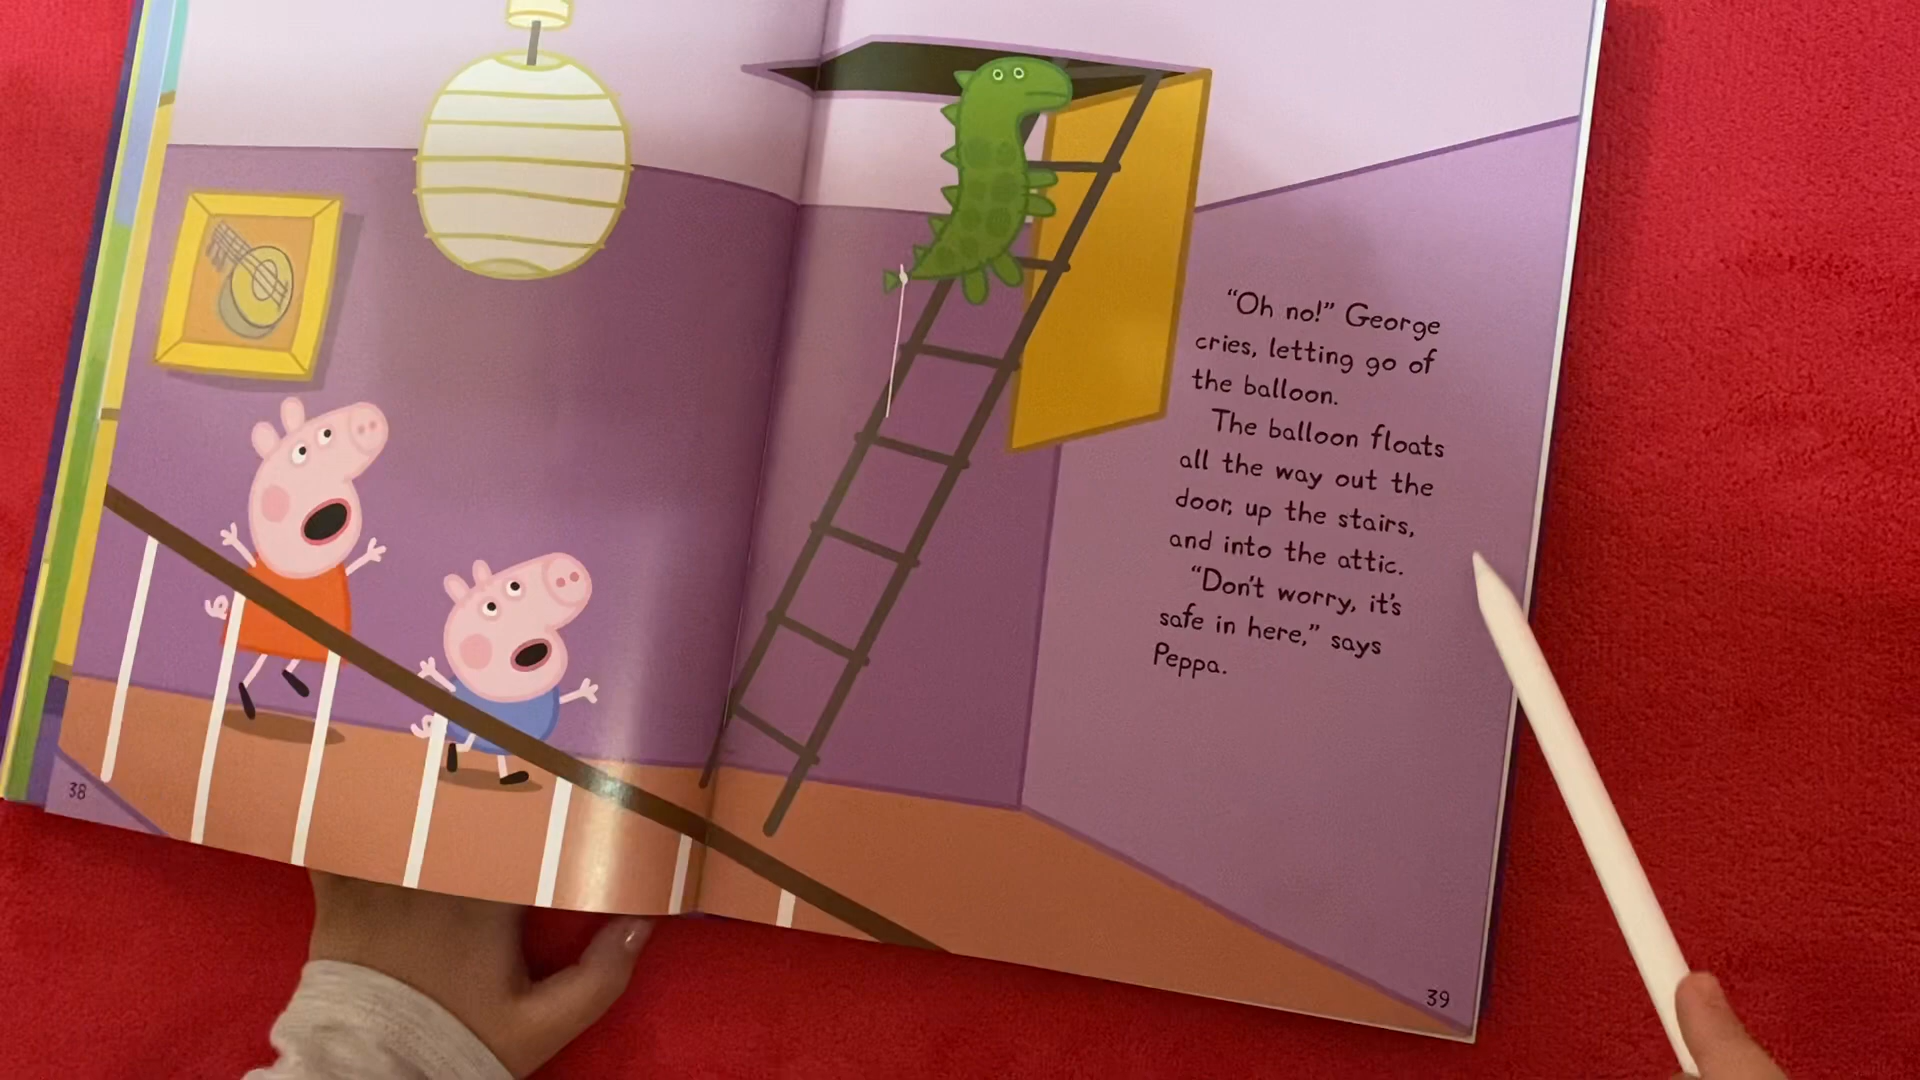 "Oh no!" George
cries, letting go of
the balloon.
The balloon floats
all the way out the
door, up the stairs,
and into the attic.
"Don't worry, it's
safe in here," says
Peppa.
38
39